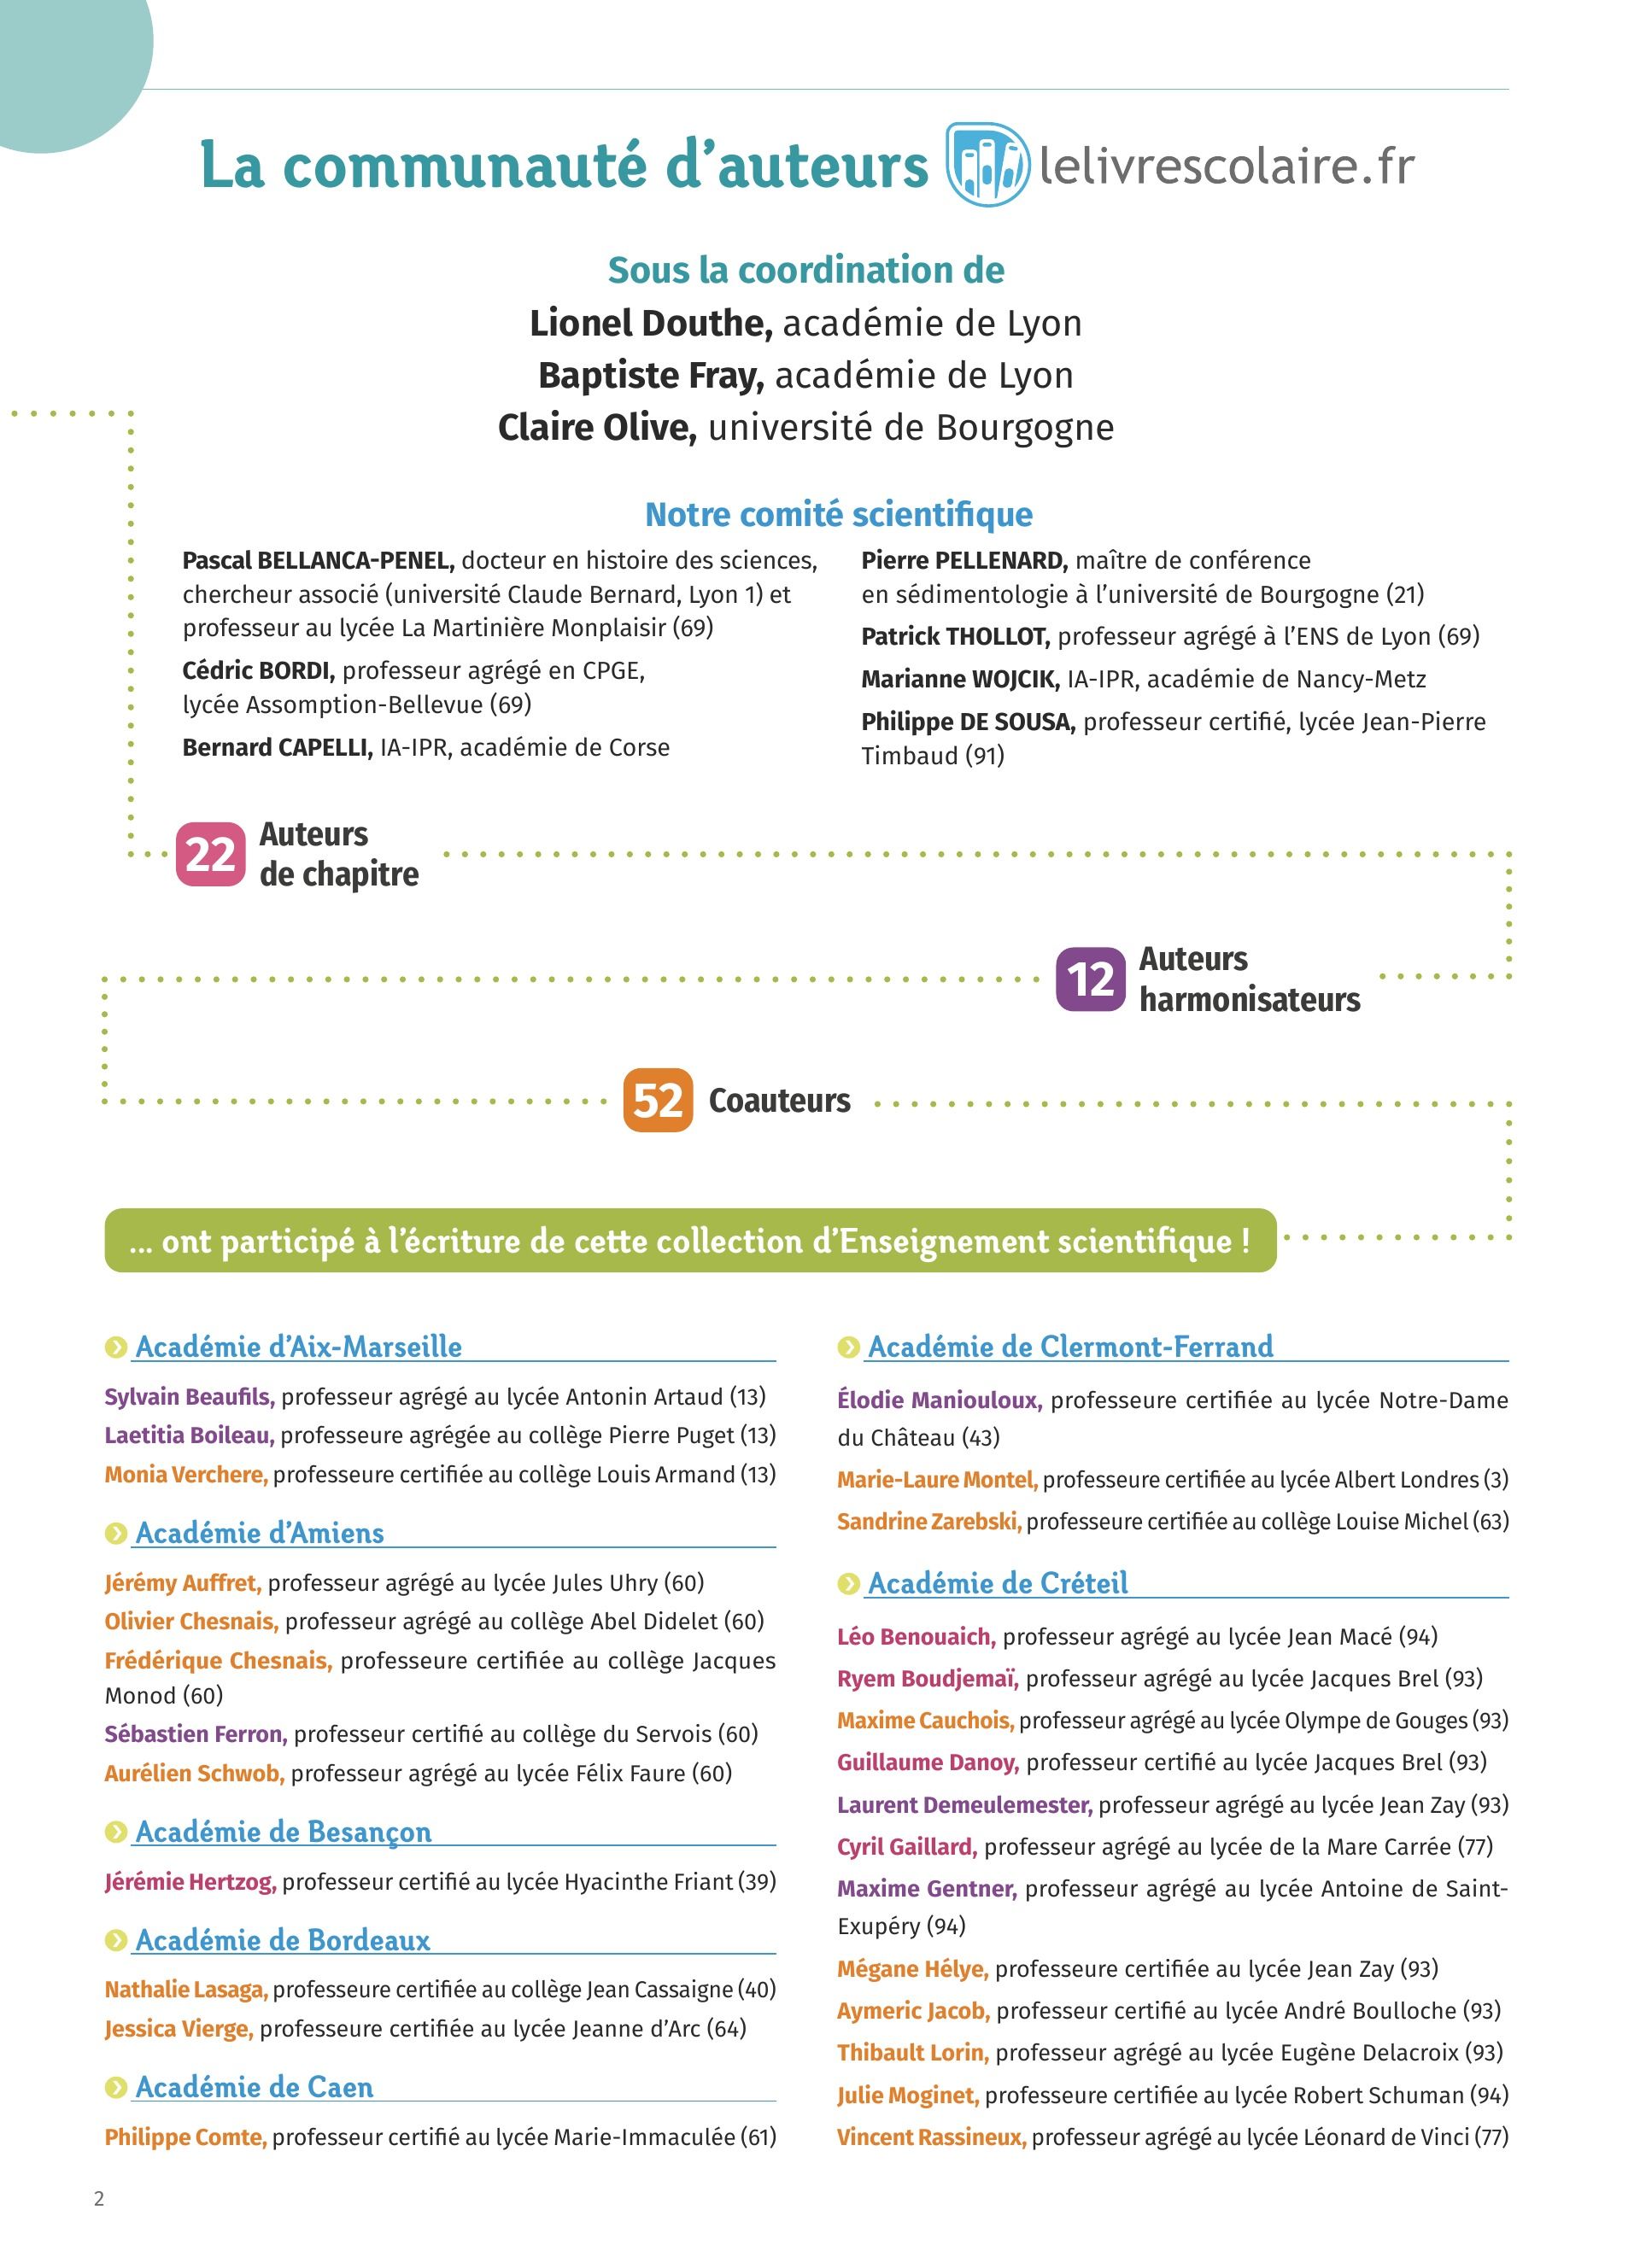 La communauté d'auteurs lelivrescolaire.fr
Sous la coordination de
Lionel Douthe, académie de Lyon
Baptiste Fray, académie de Lyon
Claire Olive, université de Bourgogne
Notre comité scientifique
Pascal BELLANCA-PENEL, docteur en histoire des sciences,
chercheur associé (université Claude Bernard, Lyon 1) et
professeur au lycée La Martinière Monplaisir (69)
Cédric BORDI, professeur agrégé en CPGE,
lycée Assomption-Bellevue (69)
Bernard CAPELLI, IA-IPR, académie de Corse
Pierre PELLENARD, maître de conférence
en sédimentologie à l'université de Bourgogne (21)
Patrick THOLLOT, professeur agrégé à l'ENS de Lyon (69)
Marianne WOJCIK, IA-IPR, académie de Nancy-Metz
Philippe DE SOUSA, professeur certifié, lycée Jean-Pierre
Timbaud (91)
22 Auteurs
de chapitre
12 Auteurs
harmonisateurs
52 Coauteurs
... ont participé à l'écriture de cette collection d'Enseignement scientifique !
Académie d'Aix-Marseille
Sylvain Beaufils, professeur agrégé au lycée Antonin Artaud (13)
Laetitia Boileau, professeure agrégée au collège Pierre Puget (13)
Monia Verchere, professeure certifiée au collège Louis Armand (13)
Académie d'Amiens
Jérémy Auffret, professeur agrégé au lycée Jules Uhry (60)
Olivier Chesnais, professeur agrégé au collège Abel Didelet (60)
Frédérique Chesnais, professeure certifiée au collège Jacques
Monod (60)
Sébastien Ferron, professeur certifié au collège du Servois (60)
Aurélien Schwob, professeur agrégé au lycée Félix Faure (60)
Académie de Besançon
Jérémie Hertzog, professeur certifié au lycée Hyacinthe Friant (39)
Académie de Bordeaux
Nathalie Lasaga, professeure certifiée au collège Jean Cassaigne (40)
Jessica Vierge, professeure certifiée au lycée Jeanne d'Arc (64)
Académie de Caen
Philippe Comte, professeur certifié au lycée Marie-Immaculée (61)
Académie de Clermont-Ferrand
Élodie Maniouloux, professeure certifiée au lycée Notre-Dame
du Château (43)
Marie-Laure Montel, professeure certifiée au lycée Albert Londres (3)
Sandrine Zarebski, professeure certifiée au collège Louise Michel (63)
Académie de Créteil
Léo Benouaich, professeur agrégé au lycée Jean Macé (94)
Ryem Boudjemaï, professeur agrégé au lycée Jacques Brel (93)
Maxime Cauchois, professeur agrégé au lycée Olympe de Gouges (93)
Guillaume Danoy, professeur certifié au lycée Jacques Brel (93)
Laurent Demeulemester, professeur agrégé au lycée Jean Zay (93)
Cyril Gaillard, professeur agrégé au lycée de la Mare Carrée (77)
Maxime Gentner, professeur agrégé au lycée Antoine de Saint-
Exupéry (94)
Mégane Hélye, professeure certifiée au lycée Jean Zay (93)
Aymeric Jacob, professeur certifié au lycée André Boulloche (93)
Thibault Lorin, professeur agrégé au lycée Eugène Delacroix (93)
Julie Moginet, professeure certifiée au lycée Robert Schuman (94)
Vincent Rassineux, professeur agrégé au lycée Léonard de Vinci (77)
2